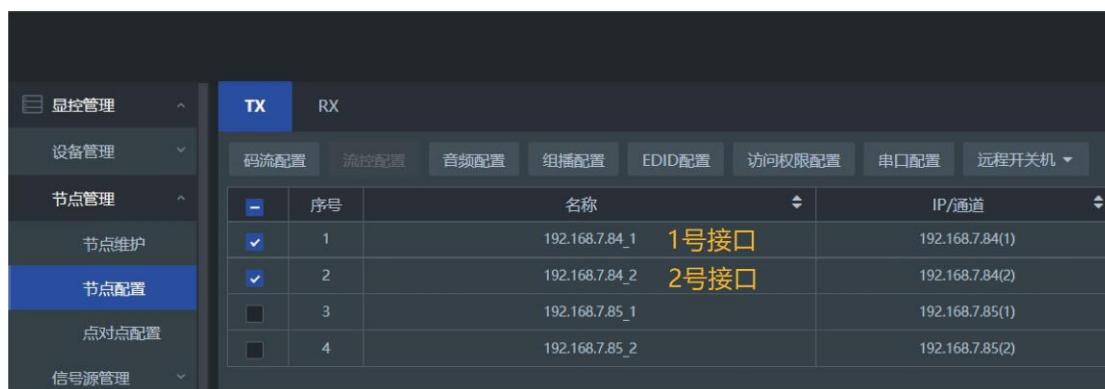 显控管理
设备管理
节点管理
节点维护
节点配置
点对点配置
信号源管理
TX RX
码流配置 流控配置 音频配置 组播配置 EDID配置 访问权限配置 串口配置 远程开关机
序号 名称 IP/通道
1 192.168.7.84_1 1号接口 192.168.7.84(1)
2 192.168.7.84_2 2号接口 192.168.7.84(2)
3 192.168.7.85_1 192.168.7.85(1)
4 192.168.7.85_2 192.168.7.85(2)